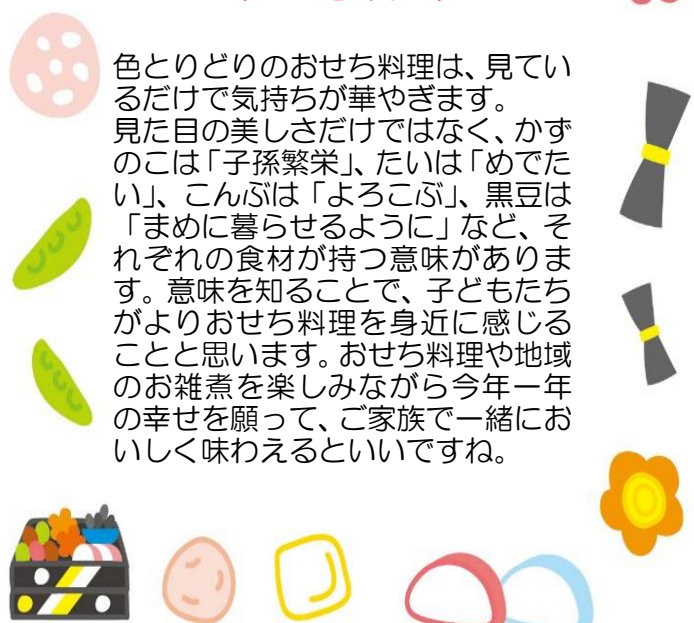 色とりどりのおせち料理は、見てい
るだけで気持ちが華やぎます。
見た目の美しさだけではなく、かず
のこは「子孫繁栄」、たいは「めでた
い」、こんぶは「よろこぶ」、黒豆は
「まめに暮らせるように」など、そ
れぞれの食材が持つ意味がありま
す。意味を知ることで、子どもたち
がよりおせち料理を身近に感じる
ことと思います。おせち料理や地域
のお雑煮を楽しみながら今年一年
の幸せを願って、ご家族で一緒にお
いしく味わえるといいですね。